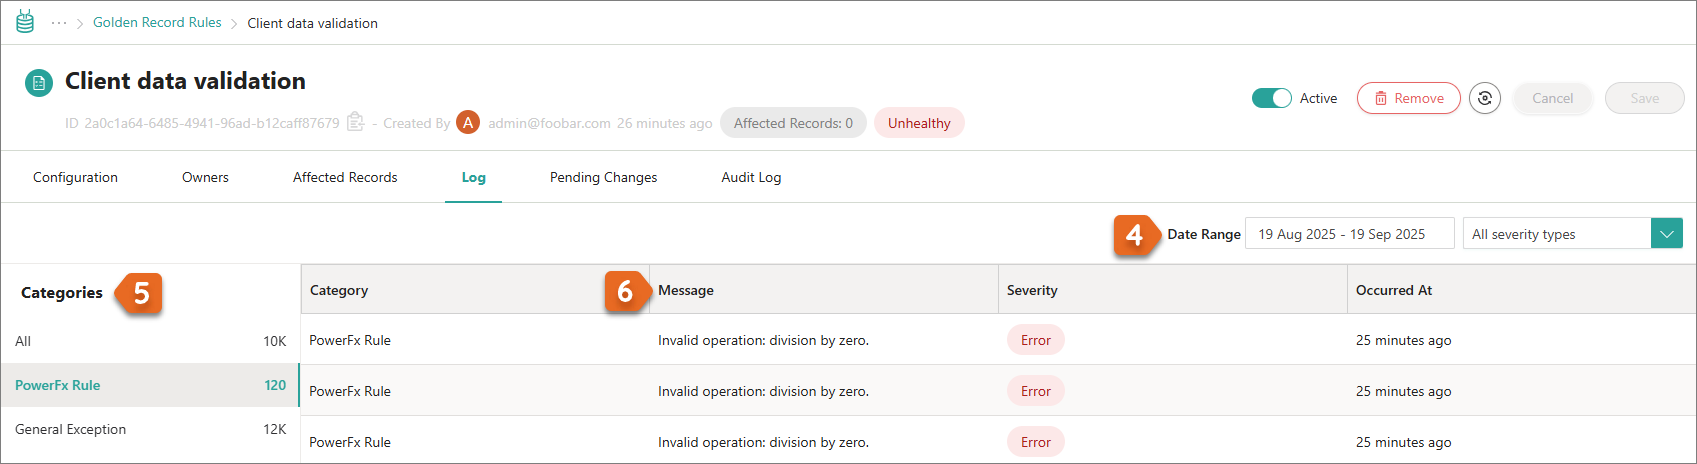 ··· > Golden Record Rules > Client data validation
Client data validation
ID 2a0c1a64-6485-4941-96ad-b12caff87679 - Created By A admin@foobar.com 26 minutes ago Affected Records: 0 Unhealthy
Active Remove Cancel Save
Configuration Owners Affected Records Log Pending Changes Audit Log
4 Date Range 19 Aug 2025 - 19 Sep 2025 All severity types
Categories 5
All 10K
PowerFx Rule 120
General Exception 12K
Category 6 Message Severity Occurred At
PowerFx Rule Invalid operation: division by zero. Error 25 minutes ago
PowerFx Rule Invalid operation: division by zero. Error 25 minutes ago
PowerFx Rule Invalid operation: division by zero. Error 25 minutes ago